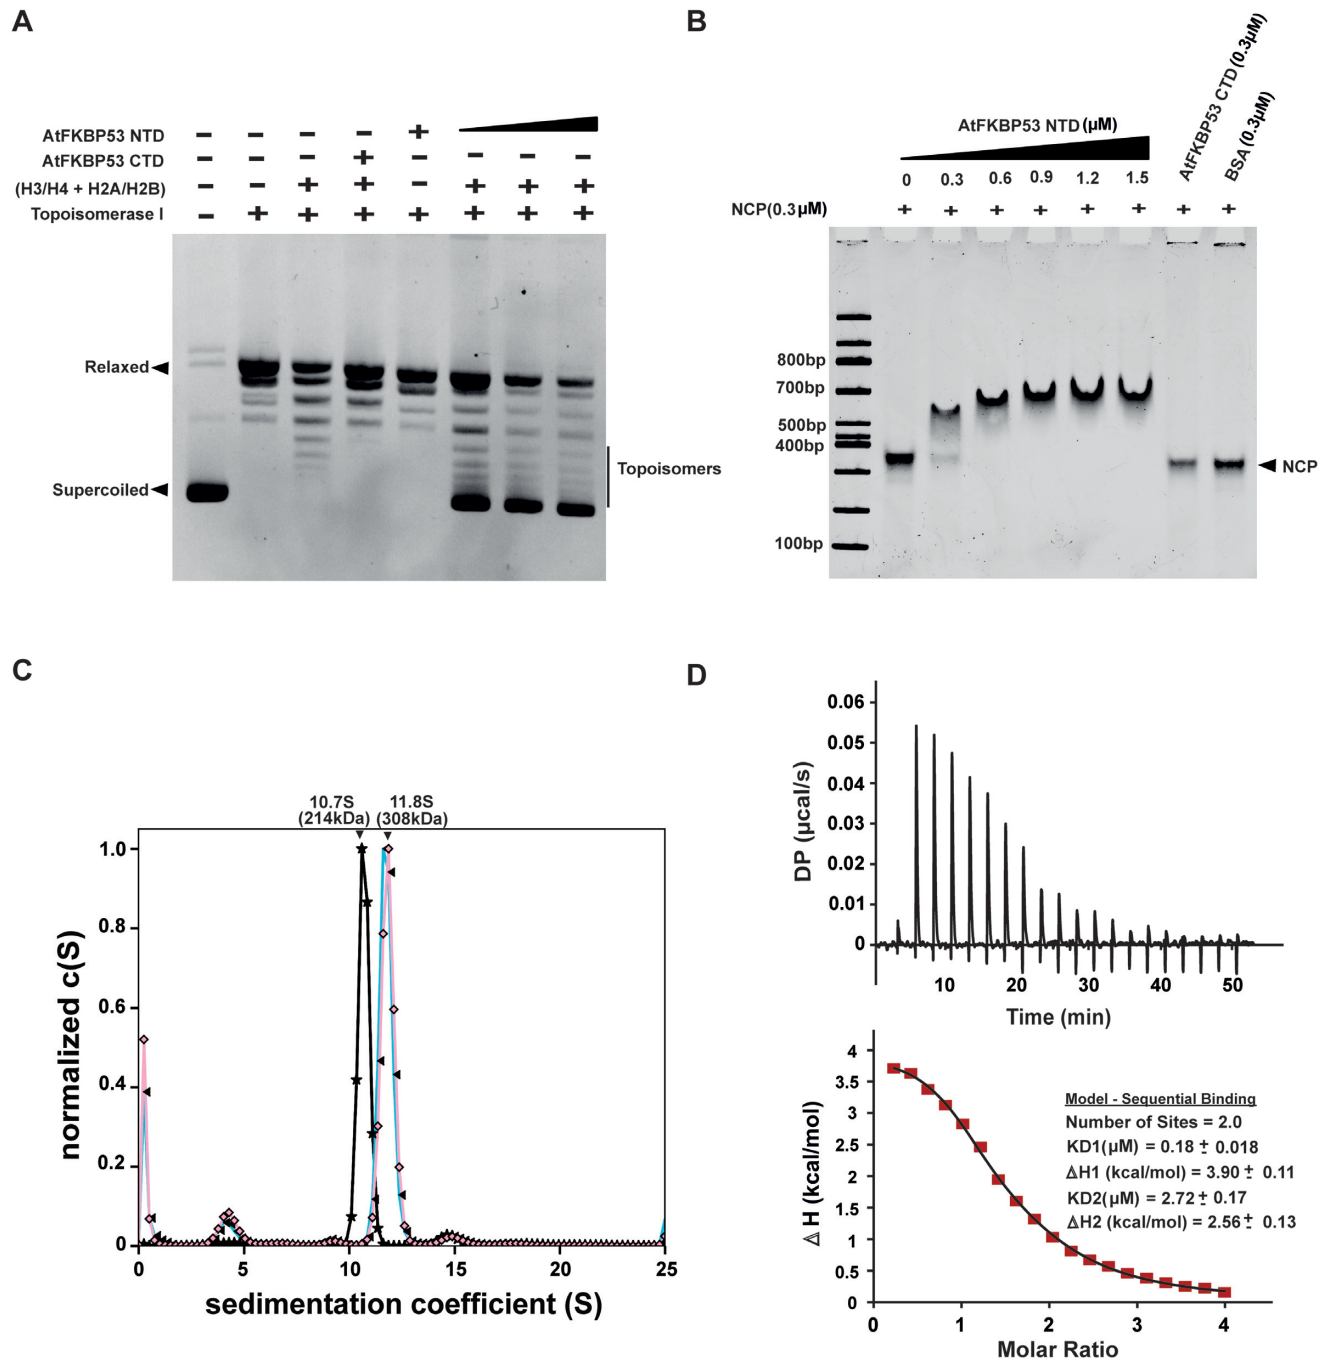 A
AtFKBP53 NTD − − − − + − − −
AtFKBP53 CTD − − − + − − − −
(H3/H4 + H2A/H2B) − − + + − + + +
Topoisomerase I − + + + + + + +
Relaxed
Supercoiled
Topoisomers
B
AtFKBP53 NTD (µM)
0 0.3 0.6 0.9 1.2 1.5
AtFKBP53 CTD (0.3µM)
BSA (0.3µM)
NCP(0.3µM) + + + + + + + +
800bp
700bp
500bp
400bp
100bp
NCP
C
10.7S
(214kDa)
11.8S
(308kDa)
normalized c(S)
1.0
0.8
0.6
0.4
0.2
0
0 5 10 15 20 25
sedimentation coefficient (S)
D
DP (µcal/s)
0.06
0.05
0.04
0.03
0.02
0.01
0
10 20 30 40 50
Time (min)
Δ H (kcal/mol)
4
3.5
3
2.5
2
1.5
1
0.5
0
Model - Sequential Binding
Number of Sites = 2.0
KD1(µM) = 0.18 ± 0.018
ΔH1 (kcal/mol) = 3.90 ± 0.11
KD2(µM) = 2.72 ± 0.17
ΔH2 (kcal/mol) = 2.56 ± 0.13
0 1 2 3 4
Molar Ratio